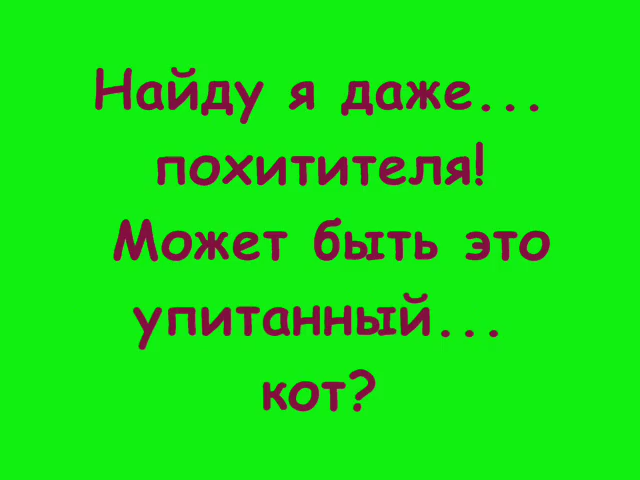 Найду я даже...
похитителя!
Может быть это
упитанный...
кот?